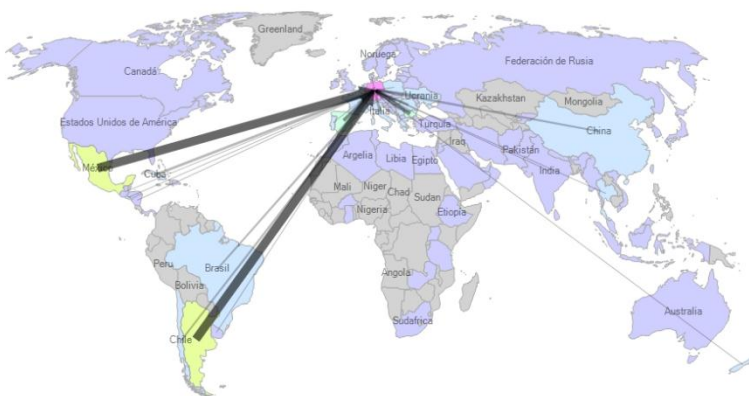 Greenland
Noruega
Canadá
Federación de Rusia
Ucrania
Kazakhstan
Mongolia
Italia
Estados Unidos de América
Turquía
China
Iraq
Pakistán
Argelia
Libia
Egipto
México
Cuba
India
Mali
Niger
Chad
Sudan
Nigeria
Etiopía
Peru
Brasil
Angola
Bolivia
Australia
Chile
Sudafrica